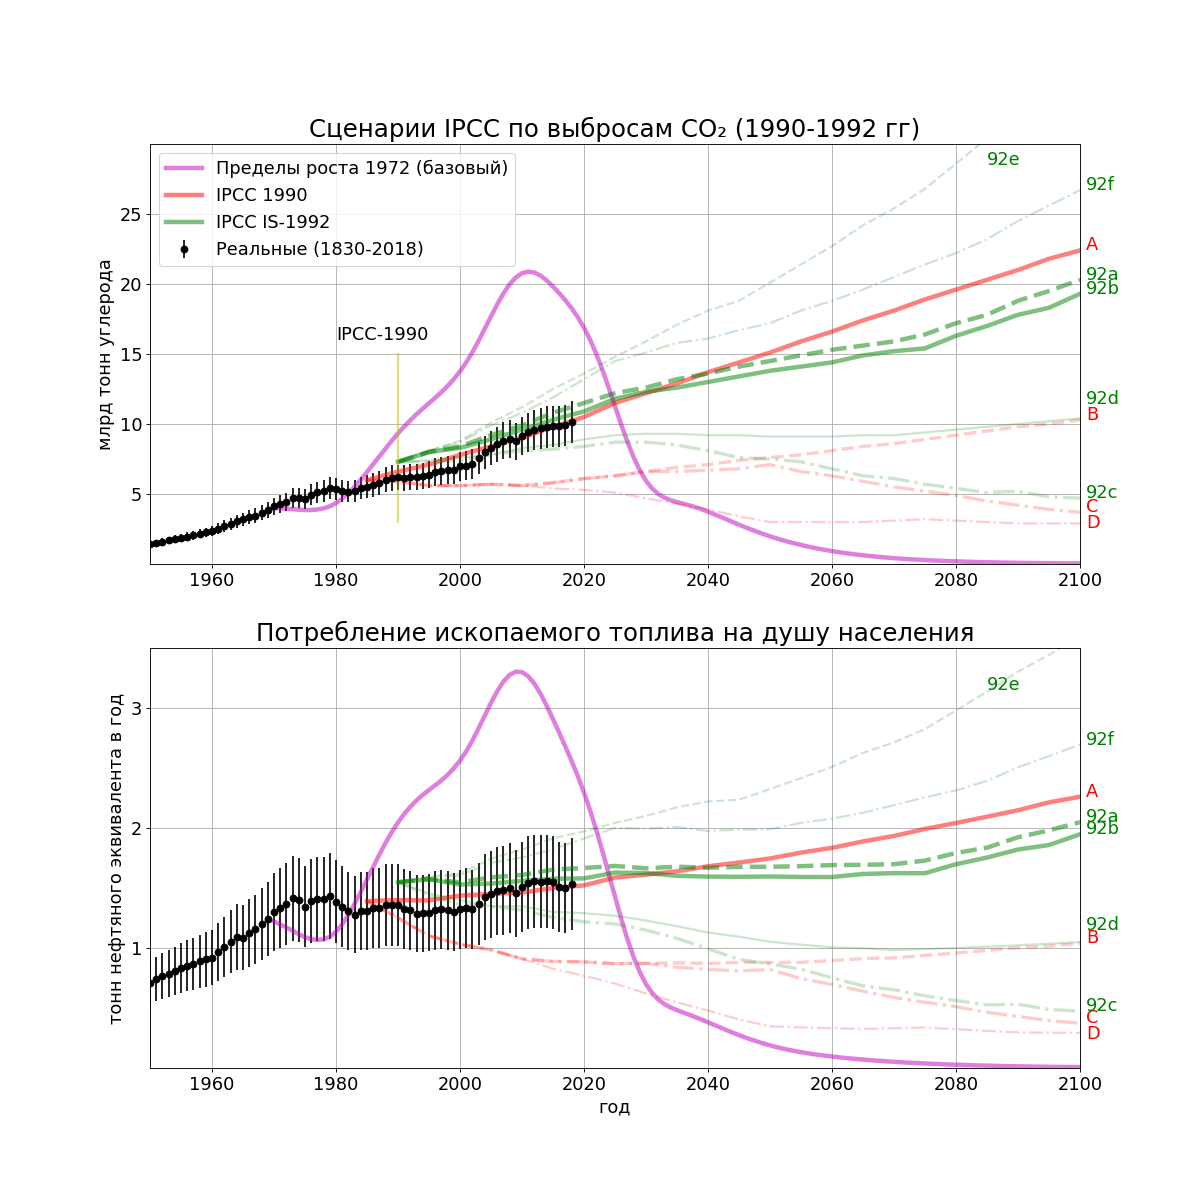 Сценарии IPCC по выбросам CO₂ (1990-1992 гг)
Пределы роста 1972 (базовый)
IPCC 1990
IPCC IS-1992
Реальные (1830-2018)
IPCC-1990
млрд тонн углерода
25
20
15
10
5
1960
1980
2000
2020
2040
2060
2080
2100
92e
92f
A
92a
92b
92d
B
92c
C
D
Потребление ископаемого топлива на душу населения
тонн нефтяного эквивалента в год
3
2
1
1960
1980
2000
2020
2040
2060
2080
2100
год
92e
92f
A
92a
92b
92d
B
92c
C
D